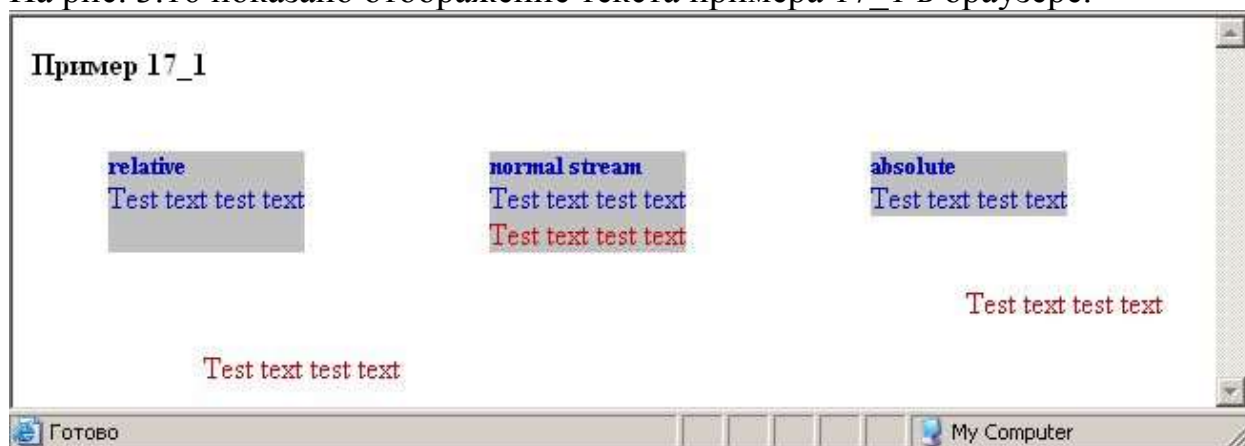 На рис. 3.16 показано отображение текста примера 17_1 в браузере.
Пример 17_1
relative
Test text test text
normal stream
Test text test text
Test text test text
absolute
Test text test text
Test text test text
Test text test text
Готово
My Computer